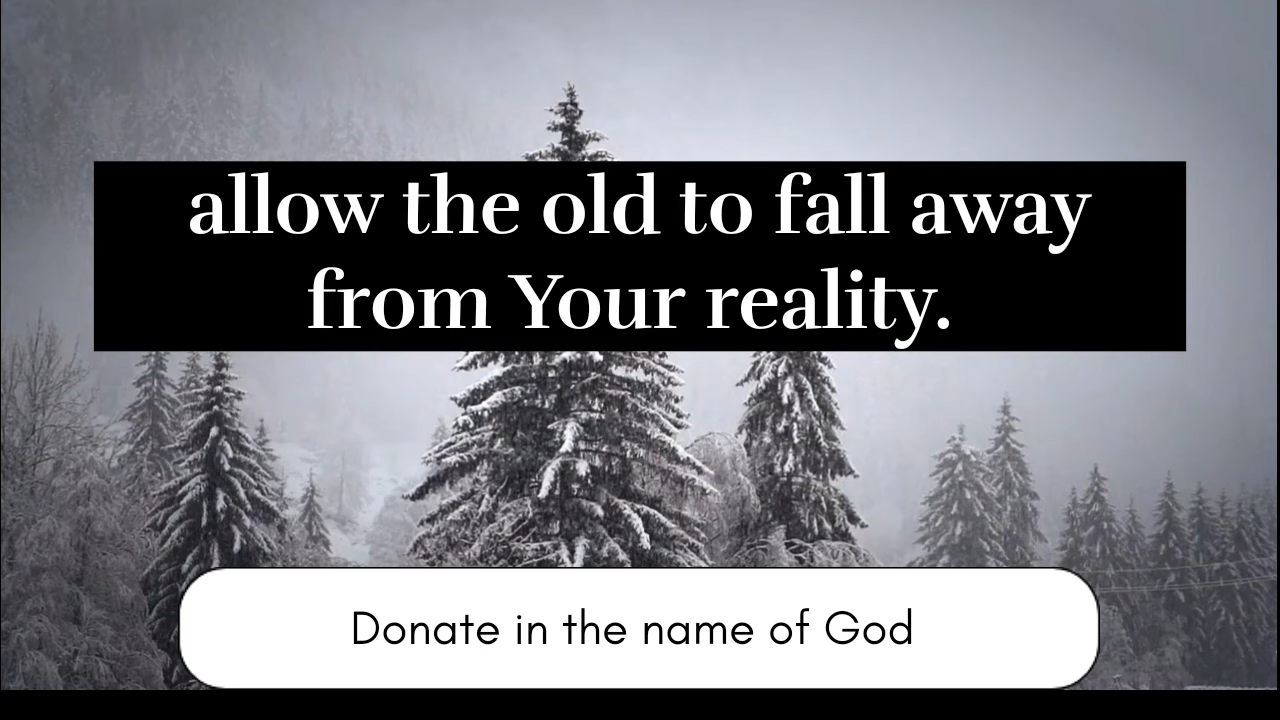 allow the old to fall away
from Your reality.
Donate in the name of God